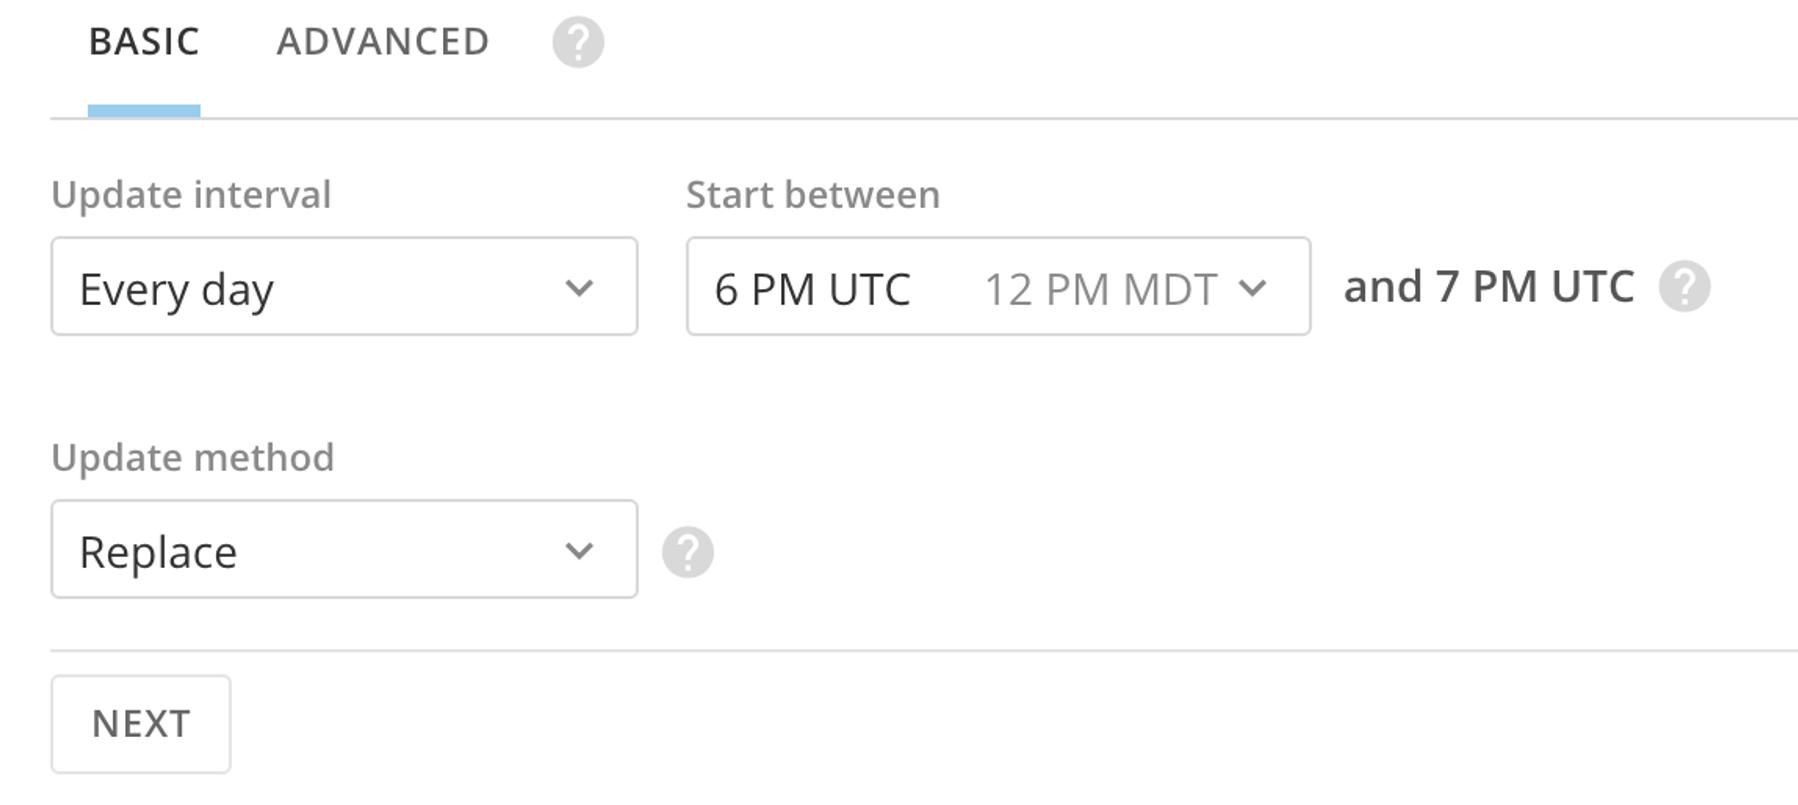 BASIC ADVANCED ?
Update interval Start between
Every day 6 PM UTC 12 PM MDT and 7 PM UTC ?
Update method
Replace ?
NEXT